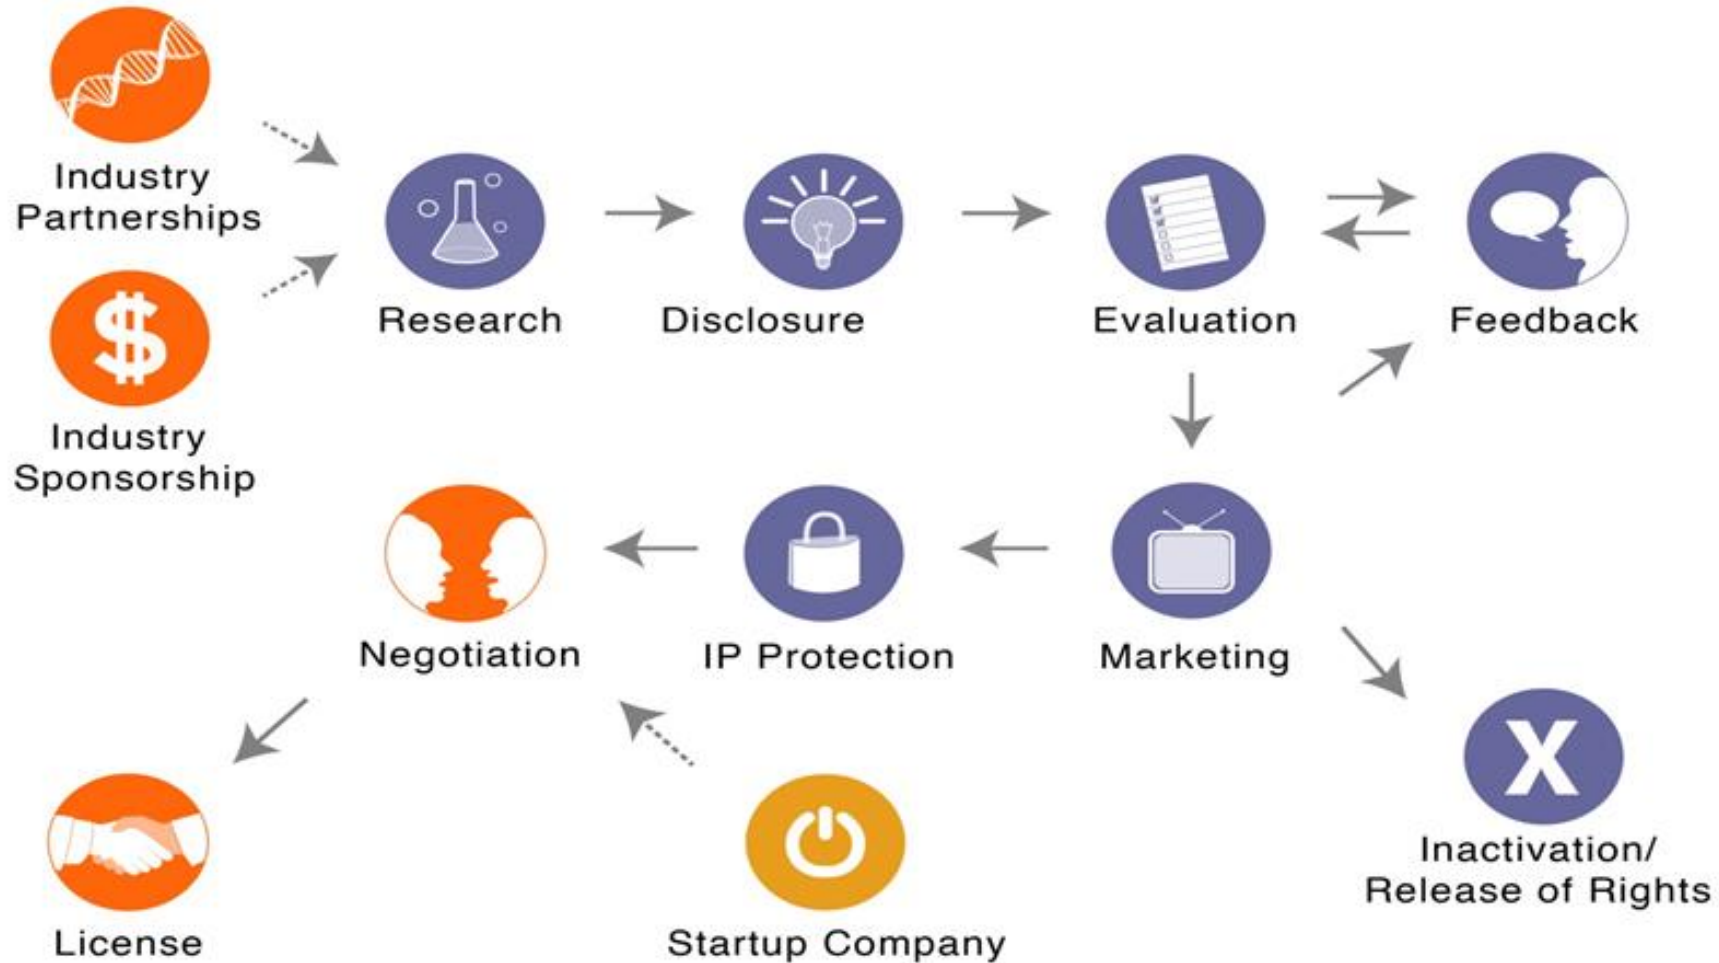 Industry
Partnerships
Research
Disclosure
Evaluation
Feedback
$
Industry
Sponsorship
Negotiation
IP Protection
Marketing
X
Inactivation/
Release of Rights
License
Startup Company